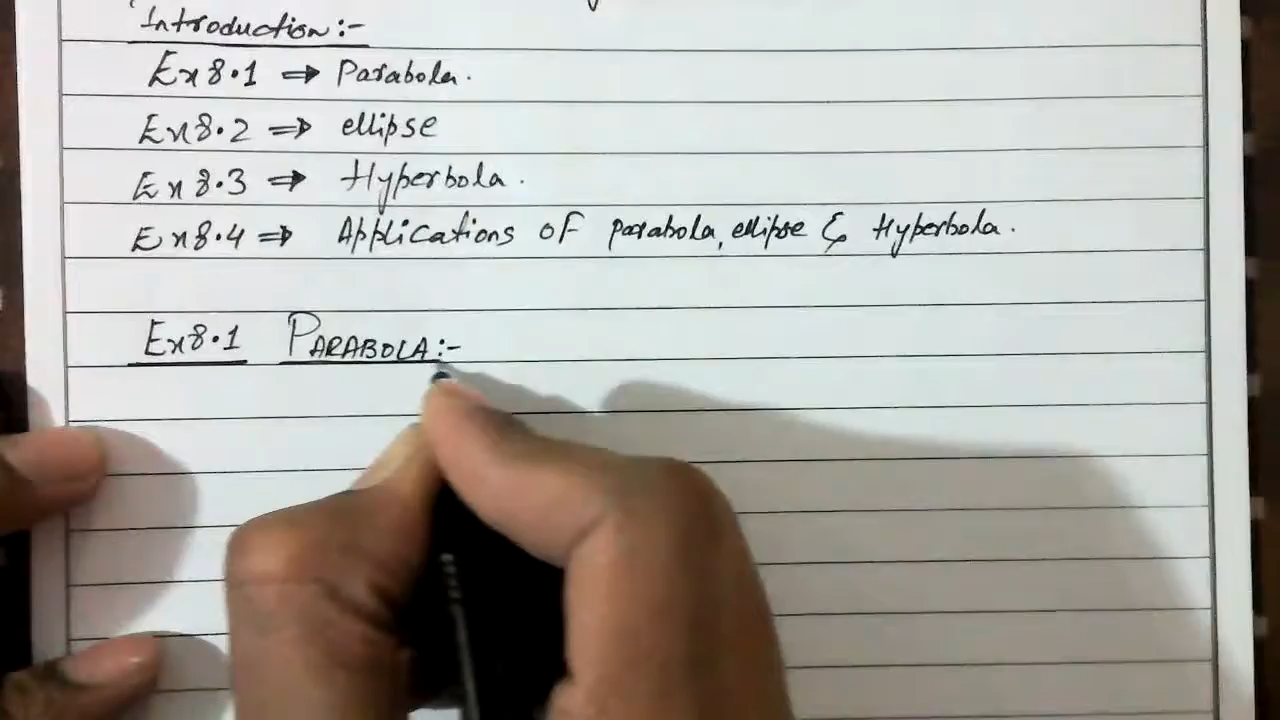 Introduction:-
Ex 8.1 ⇒ Parabola.
Ex 8.2 ⇒ ellipse
Ex 8.3 ⇒ Hyperbola.
Ex 8.4 ⇒ Applications of parabola, ellipse & Hyperbola.
Ex 8.1 PARABOLA:-